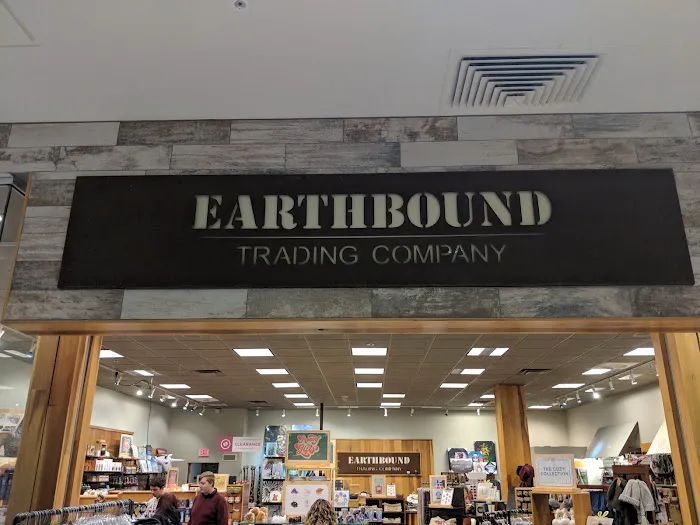 EARTHBOUND
TRADING COMPANY
CLEARANCE
EARTHBOUND
TRADING COMPANY
THE COZY
COLLECTION